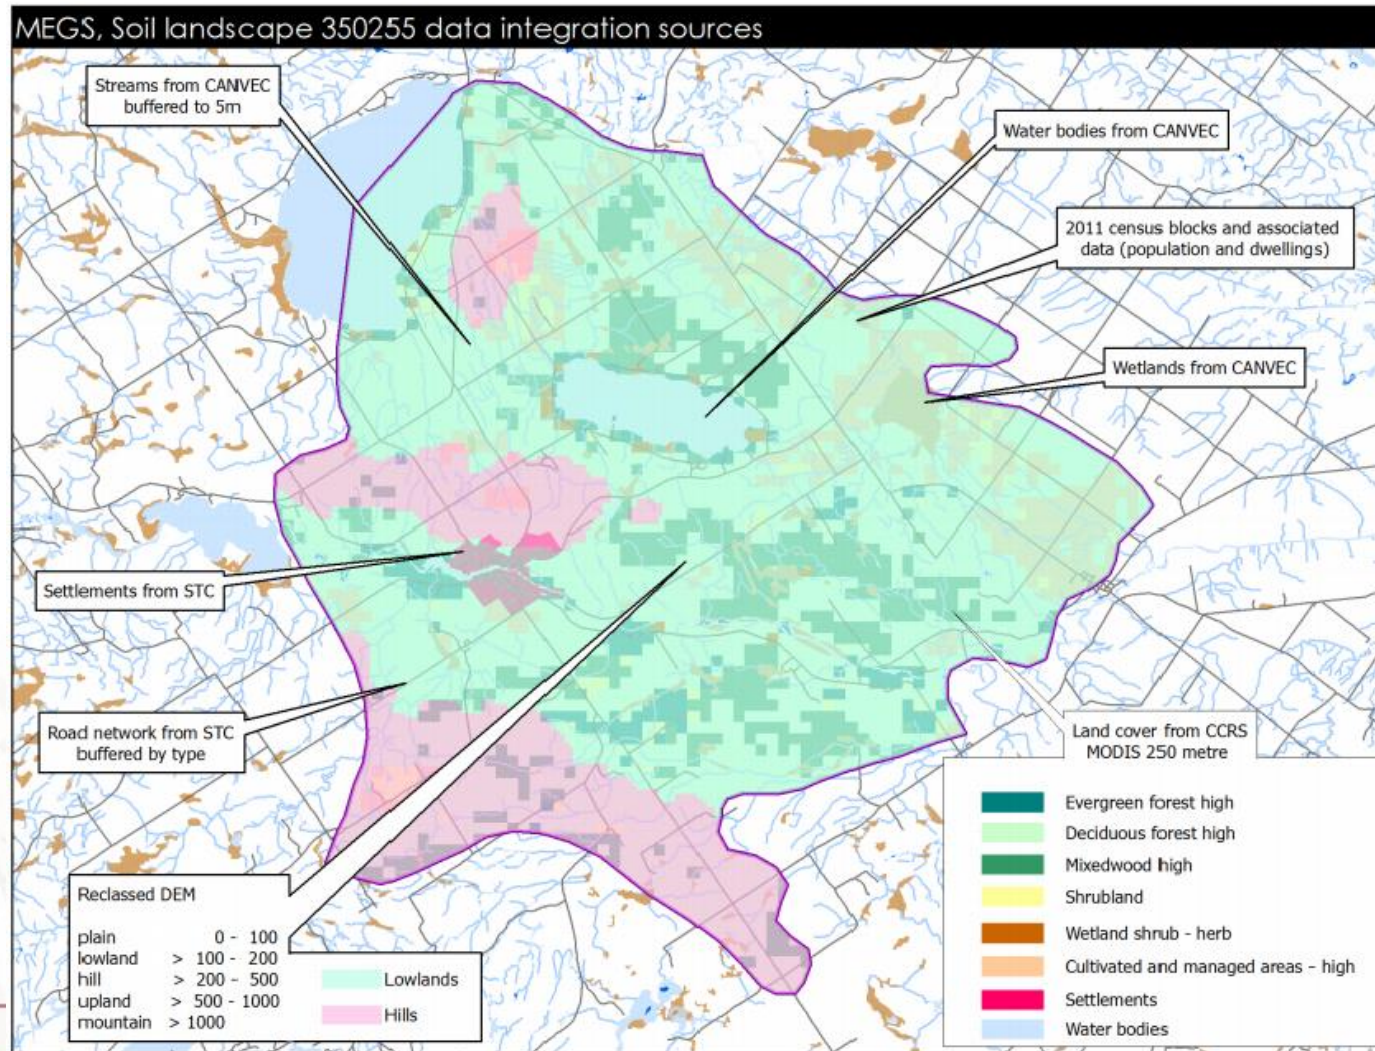 MEGS, Soil landscape 350255 data integration sources
Streams from CANVEC
buffered to 5m
Water bodies from CANVEC
2011 census blocks and associated
data (population and dwellings)
Wetlands from CANVEC
Settlements from STC
Road network from STC
buffered by type
Land cover from CCRS
MODIS 250 metre
Evergreen forest high
Deciduous forest high
Mixedwood high
Shrubland
Wetland shrub - herb
Cultivated and managed areas - high
Settlements
Water bodies
Reclassed DEM
plain 0 - 100
lowland > 100 - 200
hill > 200 - 500
upland > 500 - 1000
mountain > 1000
Lowlands
Hills